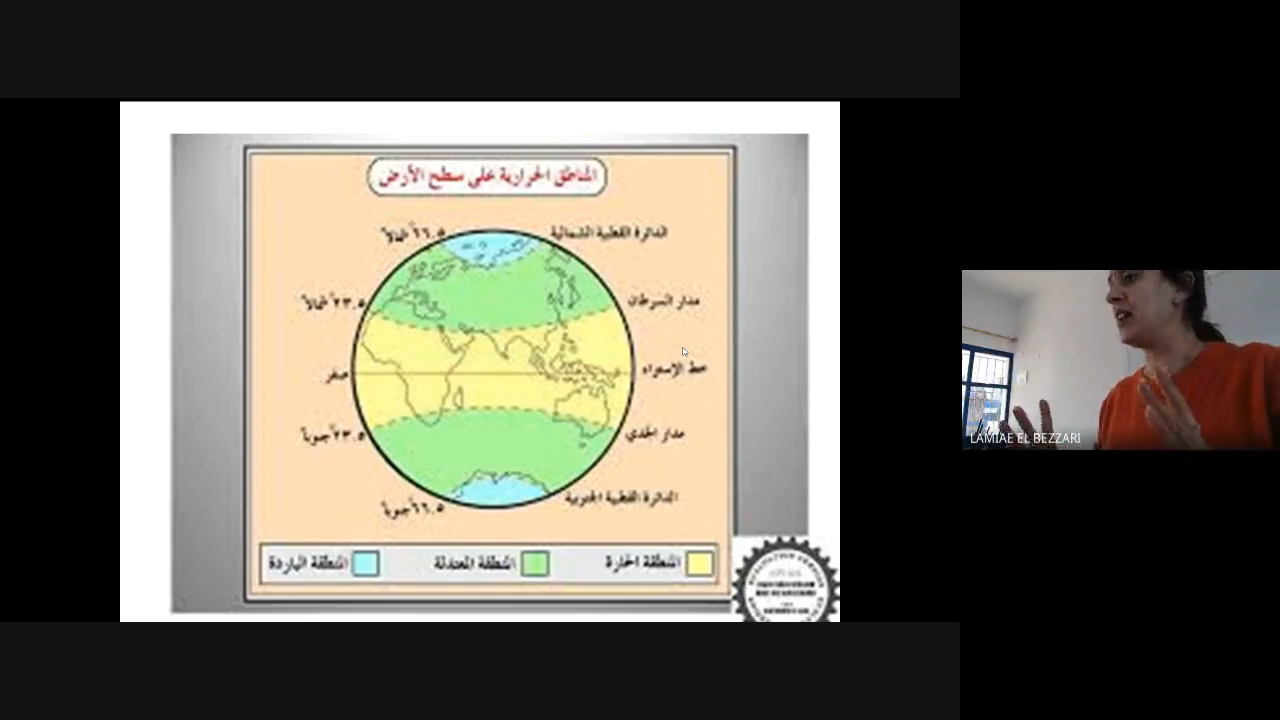 المناطق الحرارية على سطح الأرض
الدائرة القطبية الشمالية
٦٦.٥° شمالاً
مدار السرطان
٢٣.٥° شمالاً
خط الإستواء
صفر
مدار الجدي
٢٣.٥° جنوباً
الدائرة القطبية الجنوبية
٦٦.٥° جنوباً
المنطقة الحارة
المنطقة المعتدلة
المنطقة الباردة
LAMIAE EL BEZZARI